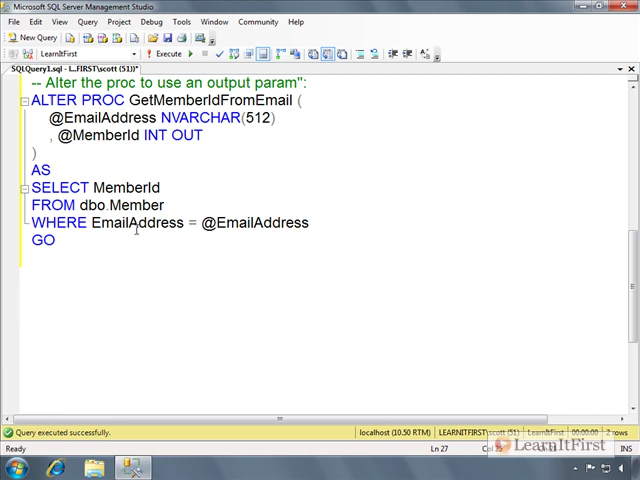 Microsoft SQL Server Management Studio
File Edit Query Project Debug Tools Window Community Help
New Query
LearnItFirst Execute
SQLQuery1.sql - l...FIRST\scott (51))*
-- Alter the proc to use an output param":
ALTER PROC GetMemberIdFromEmail (
@EmailAddress NVARCHAR(512)
, @MemberId INT OUT
)
AS
SELECT MemberId
FROM dbo.Member
WHERE EmailAddress = @EmailAddress
GO
Query executed successfully. localhost (10.50 RTM) LEARNITFIRST\scott (51) LearnItFirst 00:00:00 2 rows
LearnItFirst
Ready Ln 27 INS